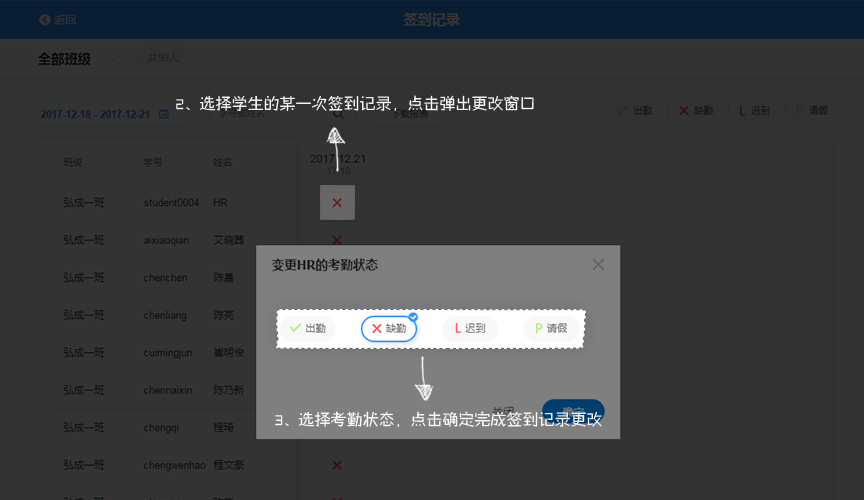 返回
签到记录
全部班级
共98人
2、选择学生的某一次签到记录，点击弹出更改窗口
2017-12-18 - 2017-12-21
学号或姓名
下载报表
出勤
缺勤
L 迟到
P 请假
班级 学号 姓名 2017.12.21
17:18
弘成一班 student0004 HR
弘成一班 aixiaoqian 艾晓茜
变更HR的考勤状态
弘成一班 chenchen 陈晨
弘成一班 chenliang 陈亮
出勤 缺勤 L 迟到 P 请假
弘成一班 cuimingjun 崔明俊
弘成一班 chennaixin 陈乃新
关闭 确定
3、选择考勤状态，点击确定完成签到记录更改
弘成一班 chengqi 程琦
弘成一班 chengwenhao 程文豪